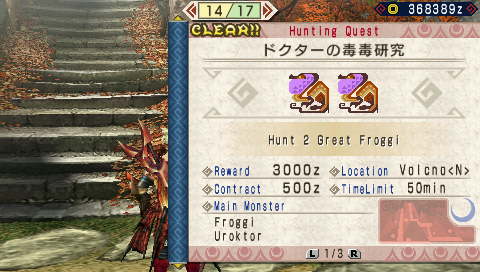 14 / 17
368389z
CLEAR!! Hunting Quest
ドクターの毒毒研究
Hunt 2 Great Froggi
Reward 3000z Location Volcno<N>
Contract 500z TimeLimit 50min
Main Monster
Froggi
Uroktor
L 1/3 R